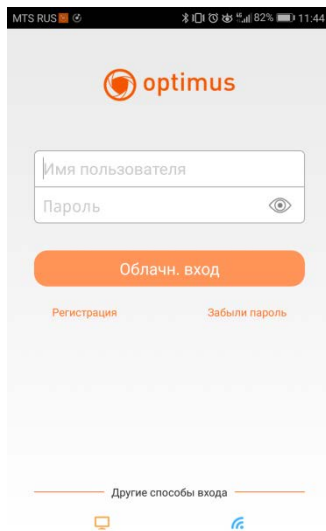 MTS RUS 82% 11:44
optimus
Имя пользователя
Пароль
Облачн. вход
Регистрация Забыли пароль
Другие способы входа